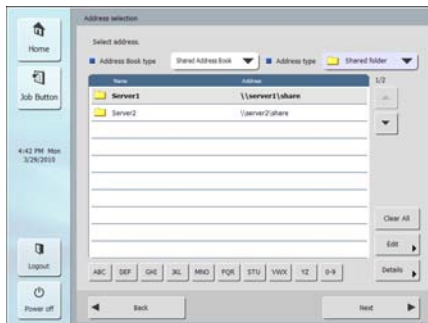 Address selection
Home
Select address.
Address Book type
Shared Address Book
Address type
Shared folder
Job Button
Name
Address
1/2
Server1
\\server1\share
Server2
\\server2\share
4:42 PM Mon
3/29/2010
Clear All
Edit
Logout
ABC
DEF
GHI
JKL
MNO
PQR
STU
VWX
YZ
0-9
Details
Power off
Back
Next